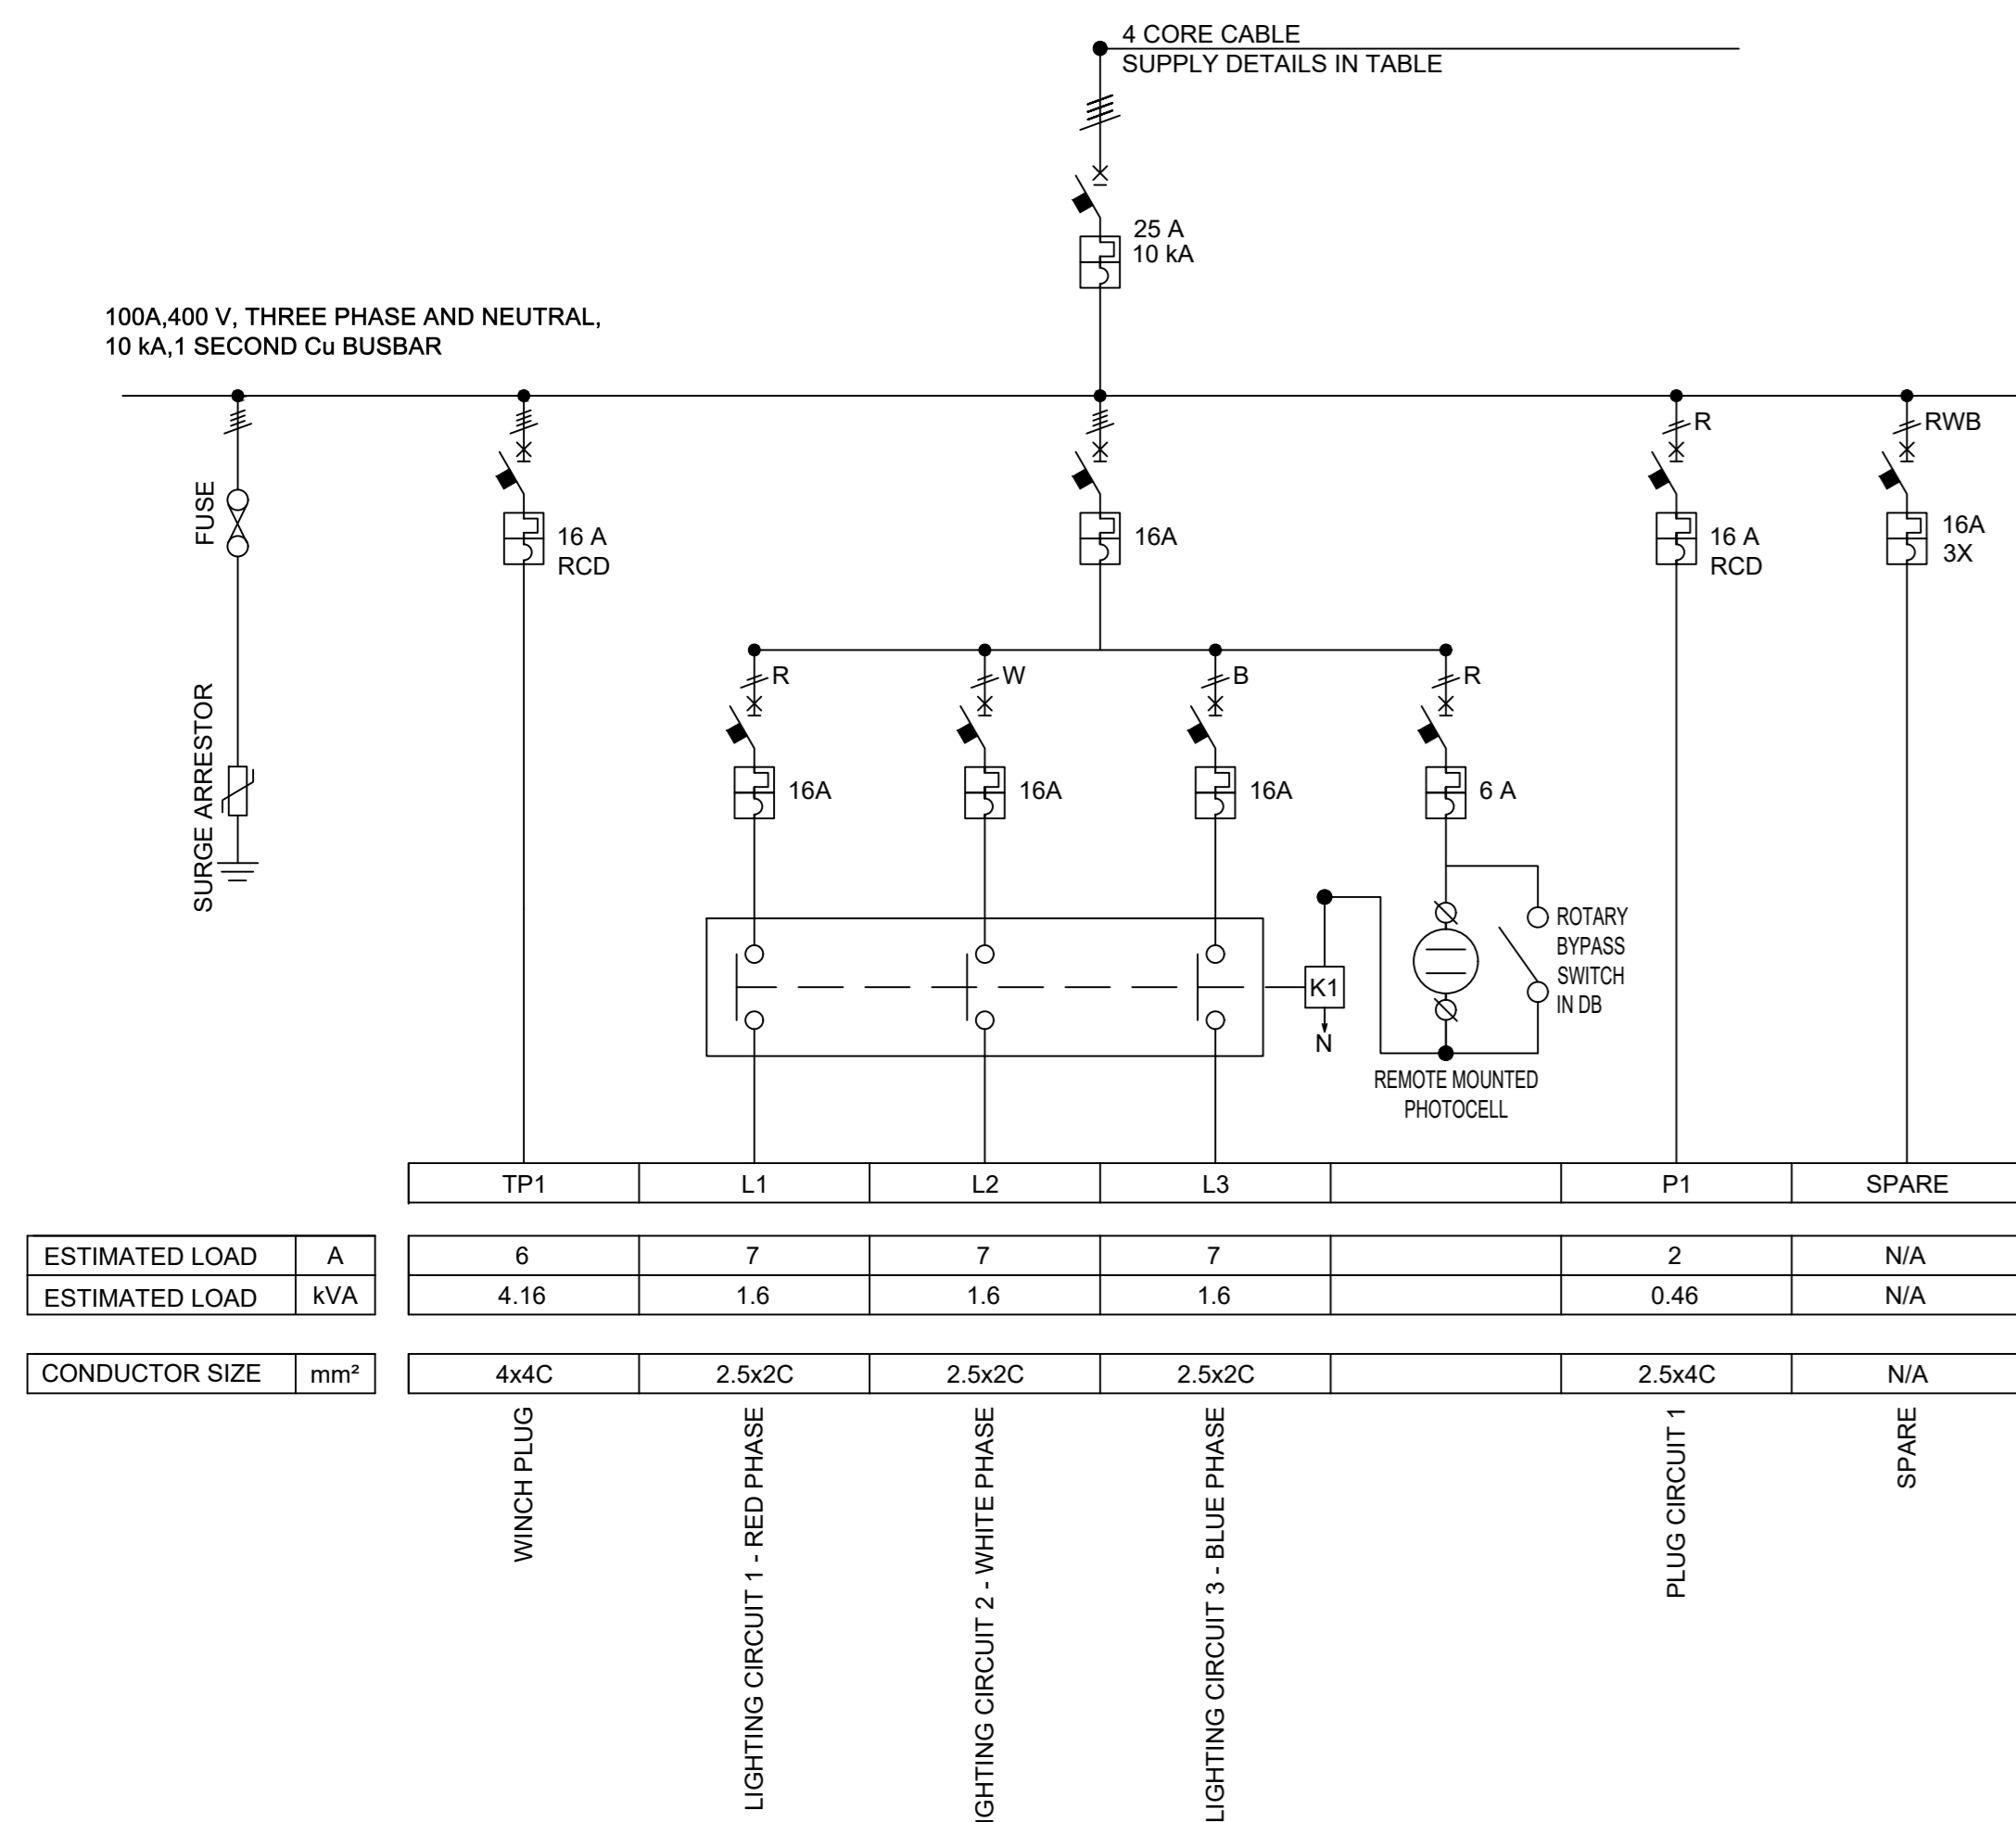 4 CORE CABLE
SUPPLY DETAILS IN TABLE
25 A
10 kA
100A,400 V, THREE PHASE AND NEUTRAL,
10 kA,1 SECOND Cu BUSBAR
R
RWB
FUSE
16 A
RCD
16A
16 A
RCD
16A
3X
R
W
B
R
SURGE ARRESTOR
16A
16A
16A
6 A
ROTARY
BYPASS
SWITCH
IN DB
K1
N
REMOTE MOUNTED
PHOTOCELL
TP1 L1 L2 L3 P1 SPARE
ESTIMATED LOAD A 6 7 7 7 2 N/A
ESTIMATED LOAD kVA 4.16 1.6 1.6 1.6 0.46 N/A
CONDUCTOR SIZE mm² 4x4C 2.5x2C 2.5x2C 2.5x2C 2.5x4C N/A
WINCH PLUG
LIGHTING CIRCUIT 1 - RED PHASE
IGHTING CIRCUIT 2 - WHITE PHASE
LIGHTING CIRCUIT 3 - BLUE PHASE
PLUG CIRCUIT 1
SPARE